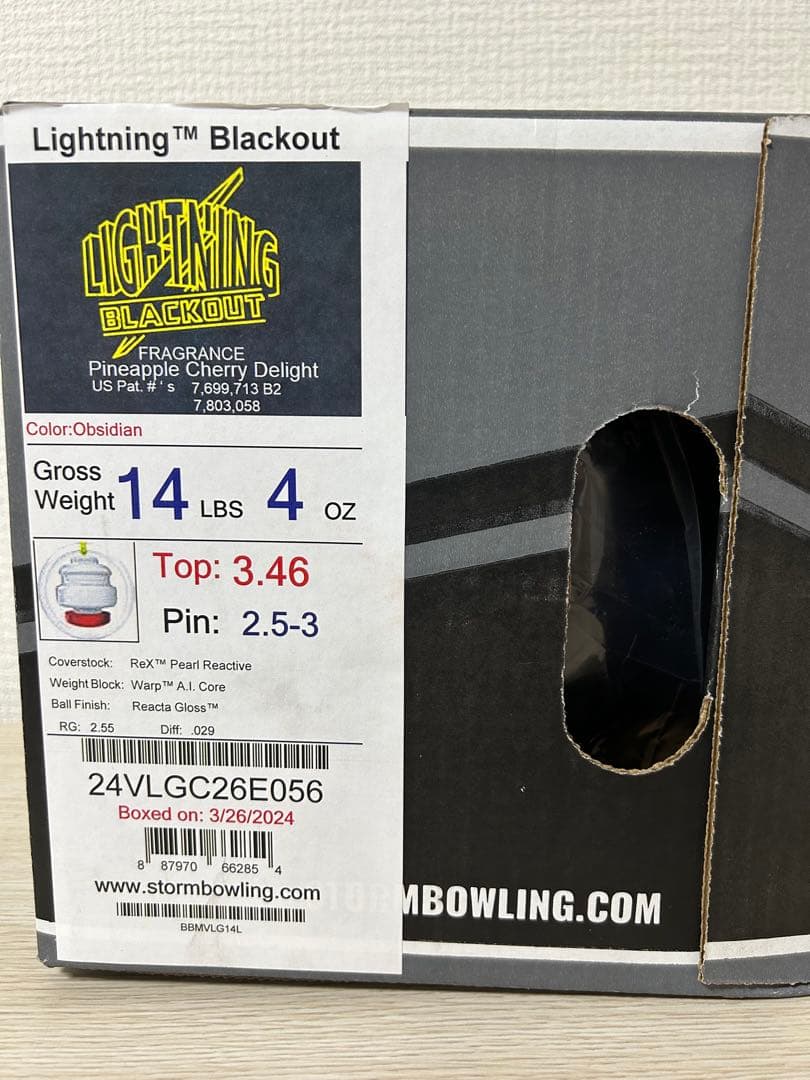 Lightning™ Blackout
LIGHTNING
BLACKOUT
FRAGRANCE
Pineapple Cherry Delight
US Pat. # ' s 7,699,713 B2
7,803,058
Color:Obsidian
Gross Weight 14 LBS 4 OZ
Top: 3.46
Pin: 2.5-3
Coverstock: ReX™ Pearl Reactive
Weight Block: Warp™ A.I. Core
Ball Finish: Reacta Gloss™
RG: 2.55 Diff: .029
24VLGC26E056
Boxed on: 3/26/2024
8 87970 66285 4
www.stormbowling.com
BBMVLG14L
TORMBOWLING.COM